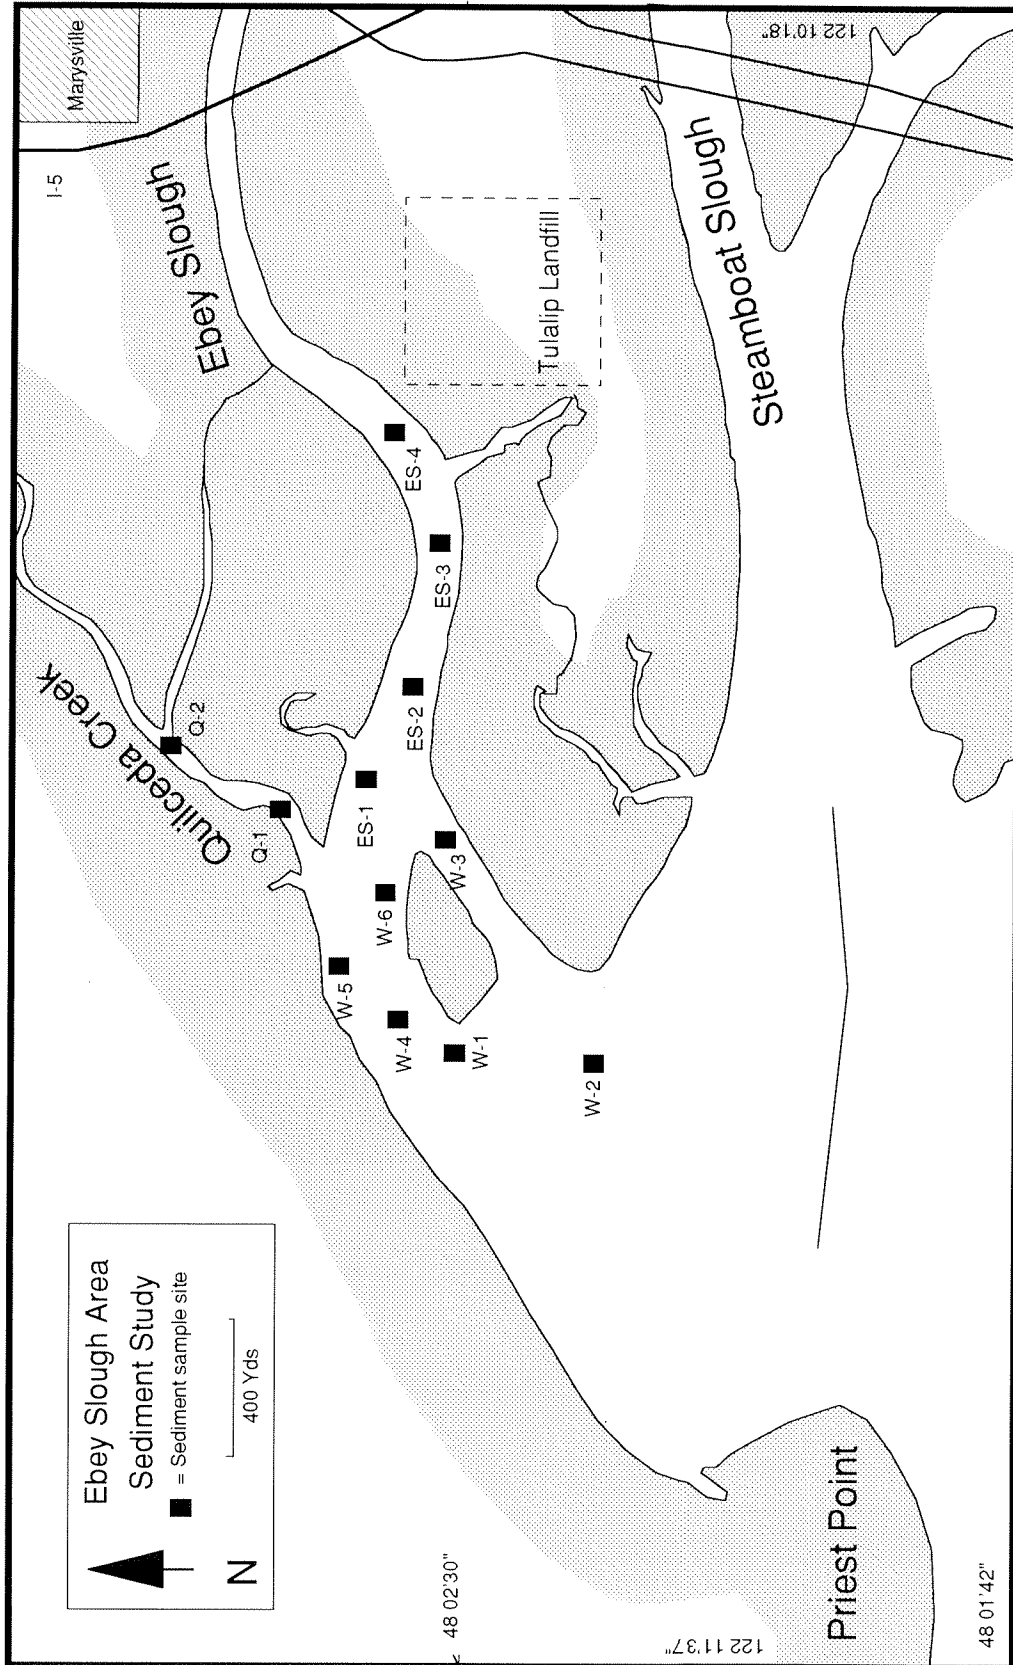 Ebey Slough Area
Sediment Study
= Sediment sample site
N
400 Yds
Marysville
I-5
Ebey Slough
Quilceda Creek
Q-2
Q-1
Tulalip Landfill
Steamboat Slough
ES-4
ES-3
ES-2
ES-1
W-3
W-6
W-5
W-4
W-1
W-2
Priest Point
48 02'30"
48 01'42"
122 11'37"
122 10'18"